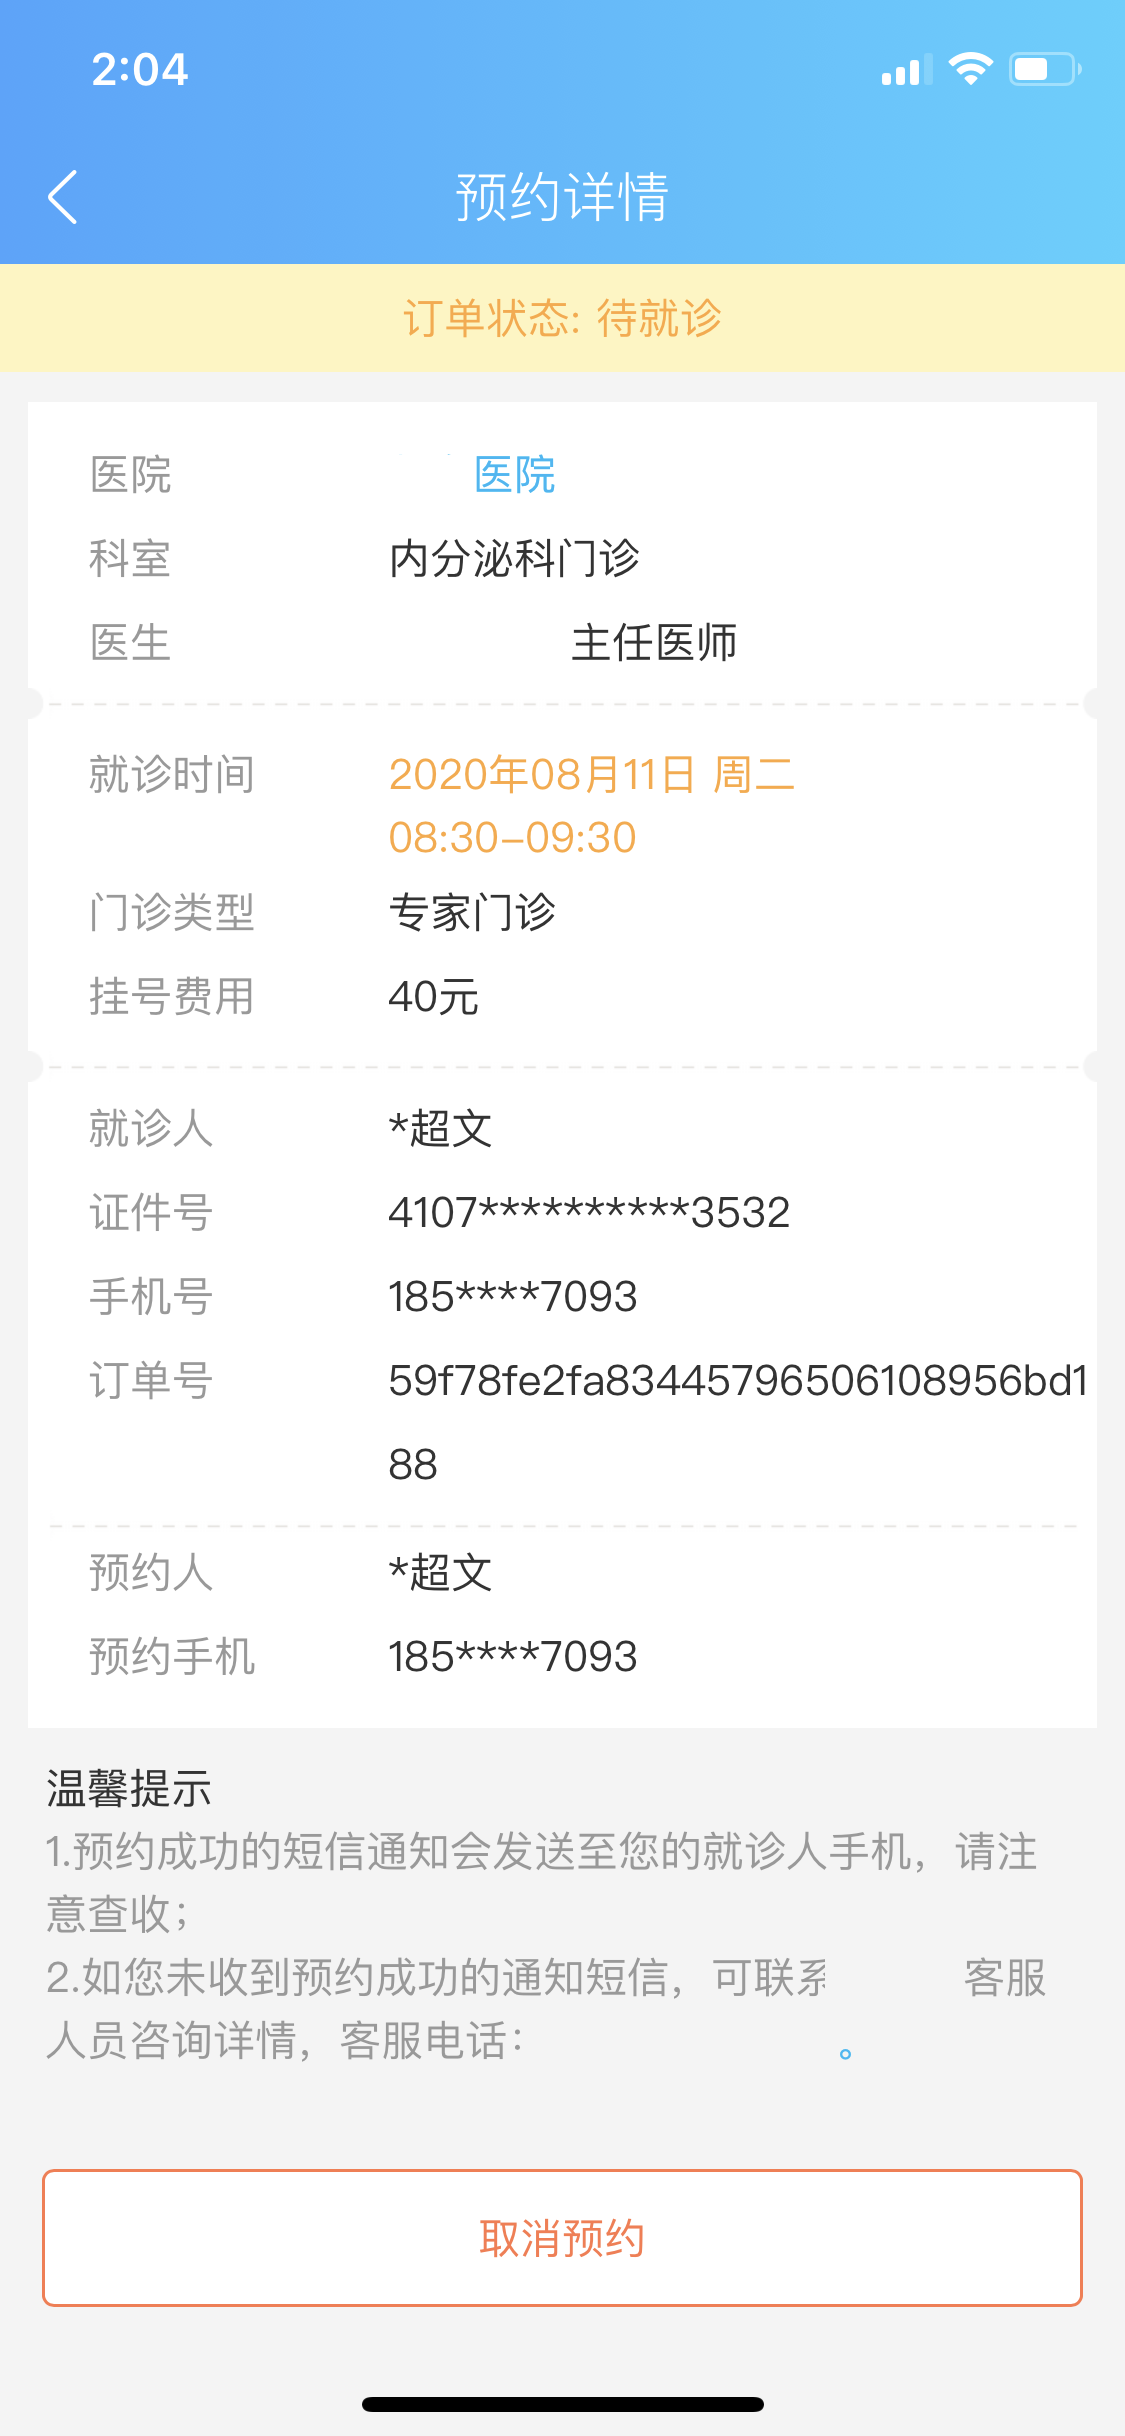 2:04
预约详情
订单状态: 待就诊
医院 医院
科室 内分泌科门诊
医生 主任医师
就诊时间 2020年08月11日 周二
08:30-09:30
门诊类型 专家门诊
挂号费用 40元
就诊人 *超文
证件号 4107**********3532
手机号 185****7093
订单号 59f78fe2fa83445796506108956bd1
88
预约人 *超文
预约手机 185****7093
温馨提示
1.预约成功的短信通知会发送至您的就诊人手机，请注
意查收；
2.如您未收到预约成功的通知短信，可联系 客服
人员咨询详情，客服电话： 。
取消预约